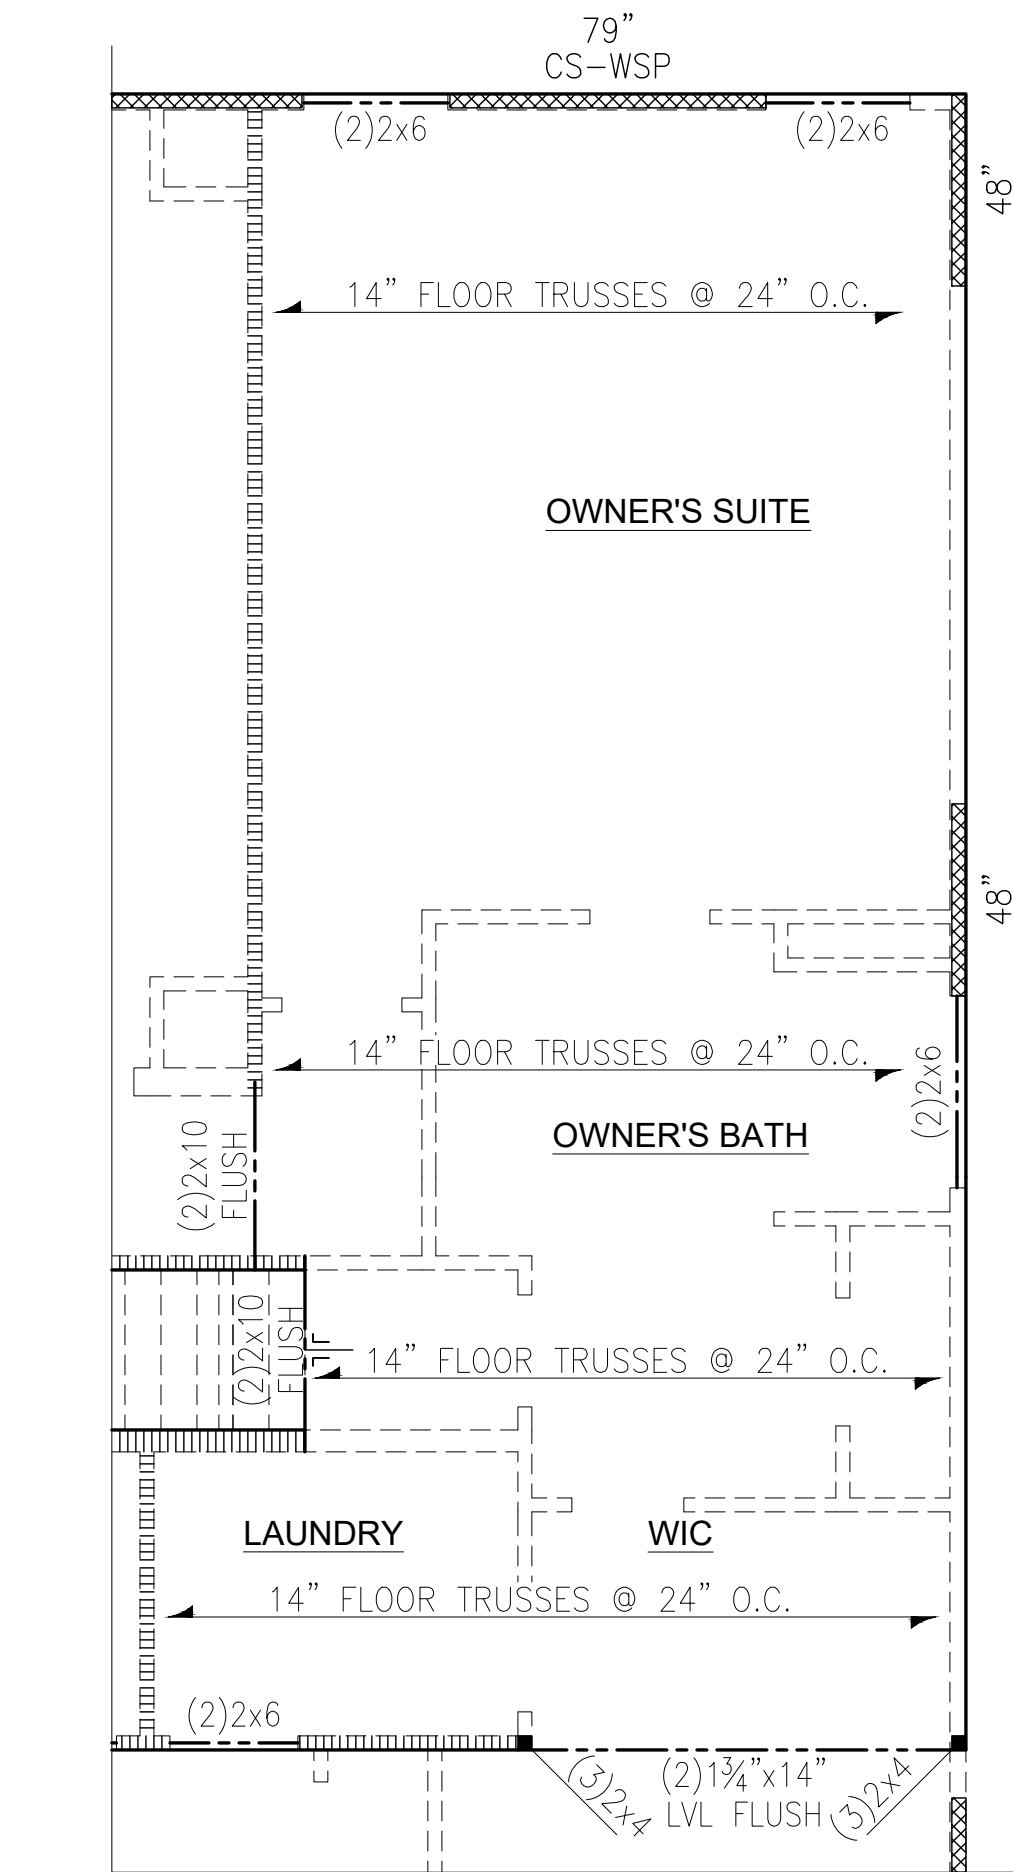 79”
CS-WSP
(2)2x6
(2)2x6
48”
14” FLOOR TRUSSES @ 24” O.C.
OWNER'S SUITE
48”
14” FLOOR TRUSSES @ 24” O.C.
(2)2x6
OWNER'S BATH
(2)2x10
FLUSH
(2)2x10
FLUSH
14” FLOOR TRUSSES @ 24” O.C.
LAUNDRY
WIC
14” FLOOR TRUSSES @ 24” O.C.
(2)2x6
(3)2x4
(2)1¾”x14”
LVL FLUSH
(3)2x4